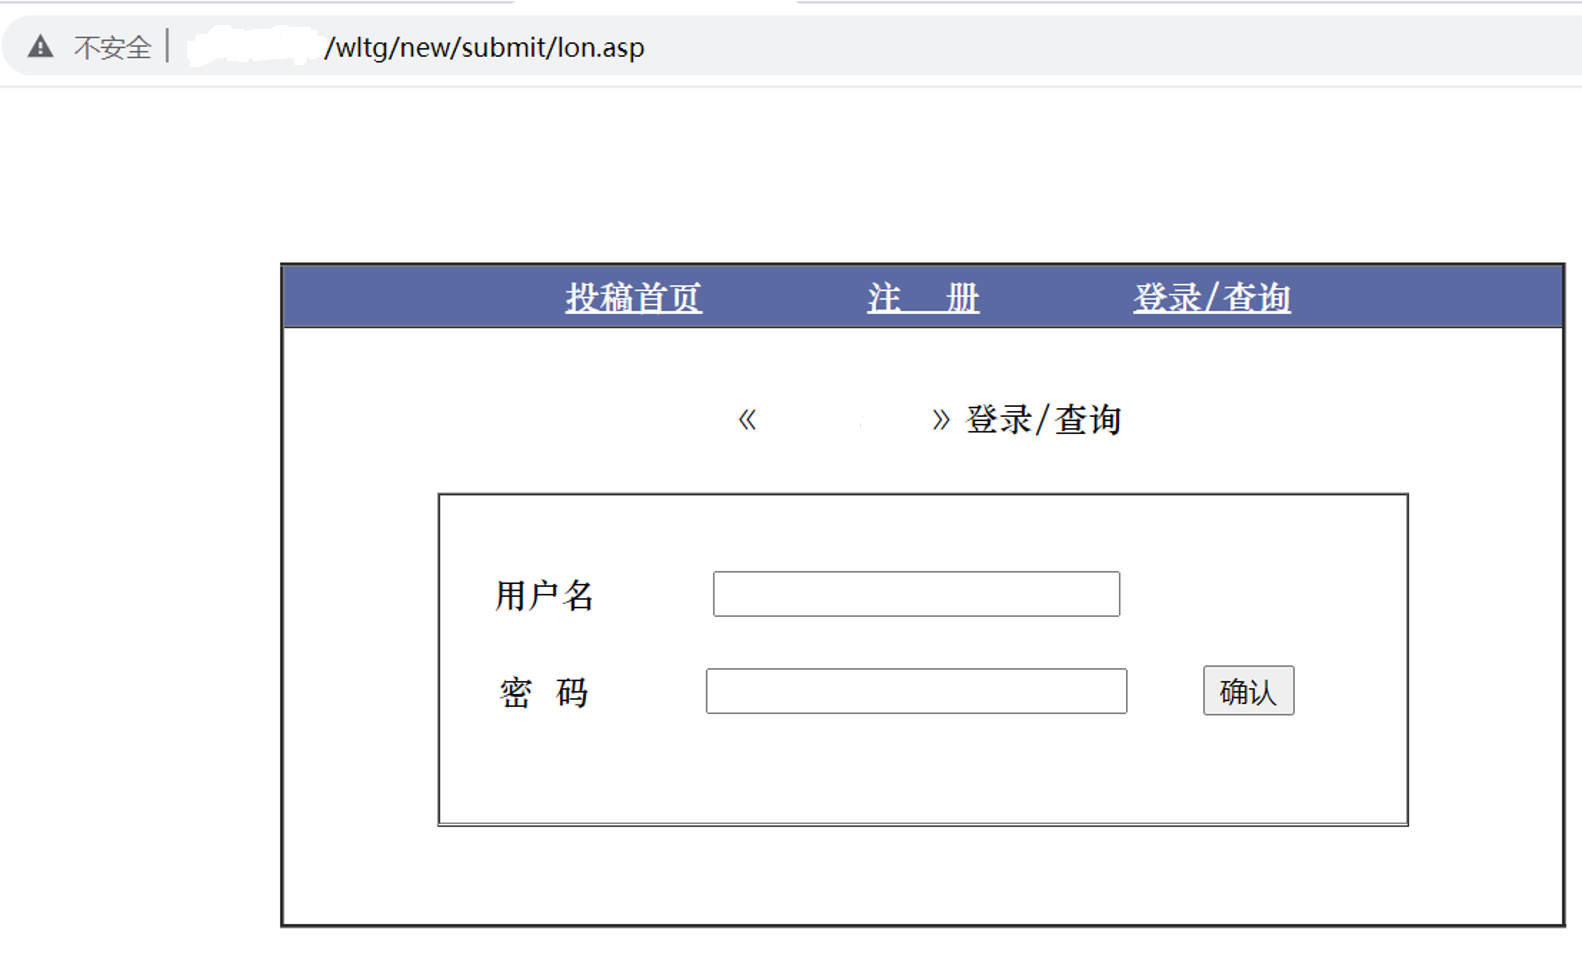 不安全 /wltg/new/submit/lon.asp
投稿首页 注 册 登录/查询
《 》登录/查询
用户名
密 码 确认